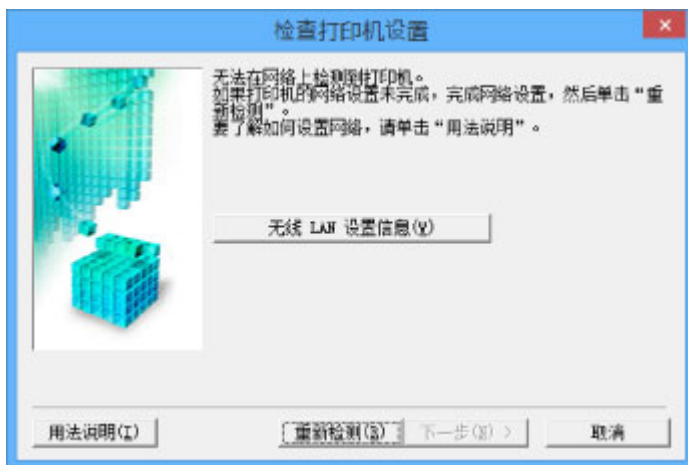 检查打印机设置
无法在网络上检测到打印机。
如果打印机的网络设置未完成，完成网络设置，然后单击“重
新检测”。
要了解如何设置网络，请单击“用法说明”。
无线 LAN 设置信息(V)
用法说明(I)
重新检测(R)
下一步(N) >
取消